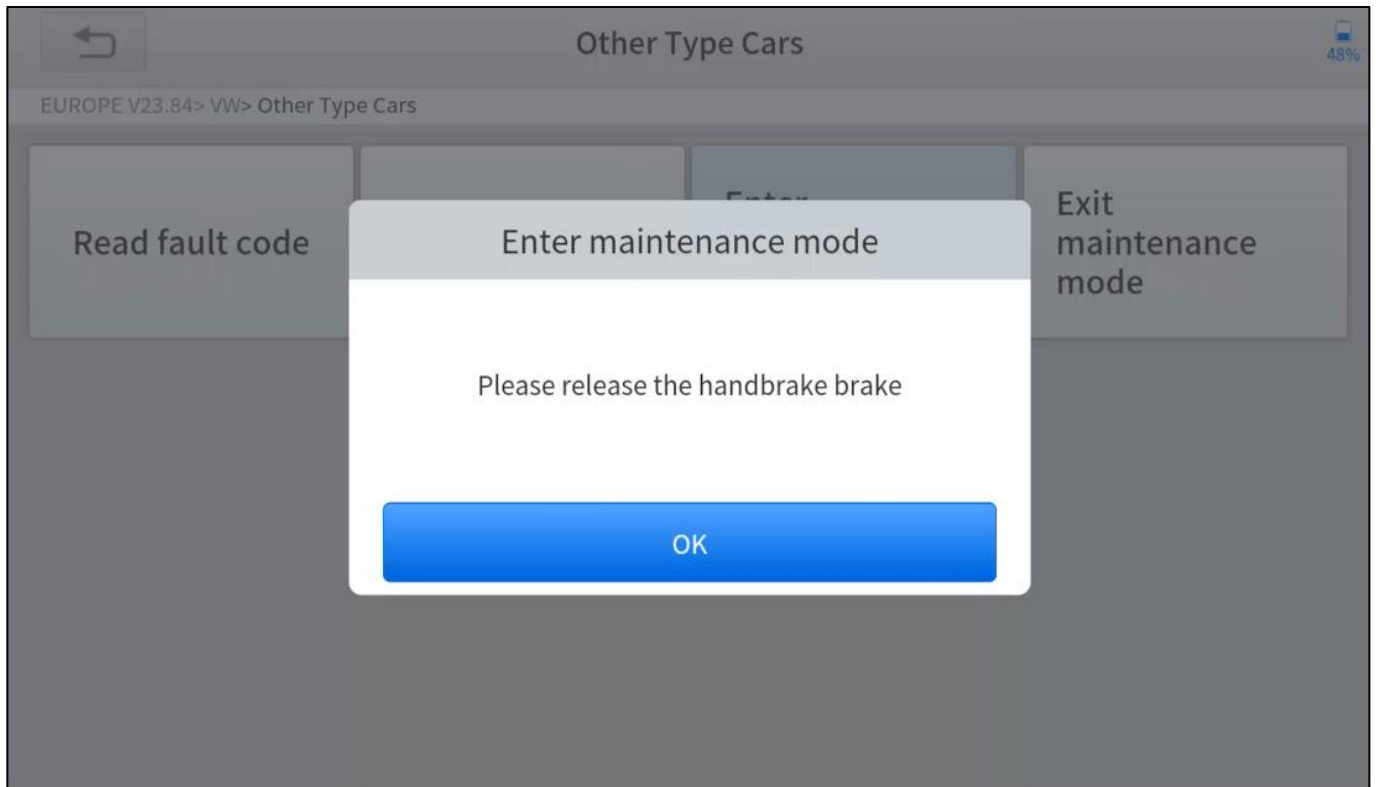 Other Type Cars
48%
EUROPE V23.84> VW> Other Type Cars
Read fault code
Exit
maintenance
mode
Enter maintenance mode
Please release the handbrake brake
OK